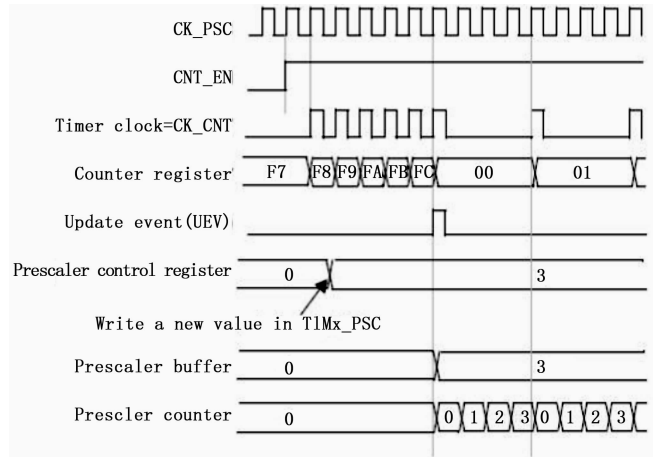 CK_PSC
CNT_EN
Timer clock=CK_CNT
Counter register F7 F8 F9 FA FB FC 00 01
Update event(UEV)
Prescaler control register 0 3
Write a new value in TlMx_PSC
Prescaler buffer 0 3
Prescler counter 0 0 1 2 3 0 1 2 3